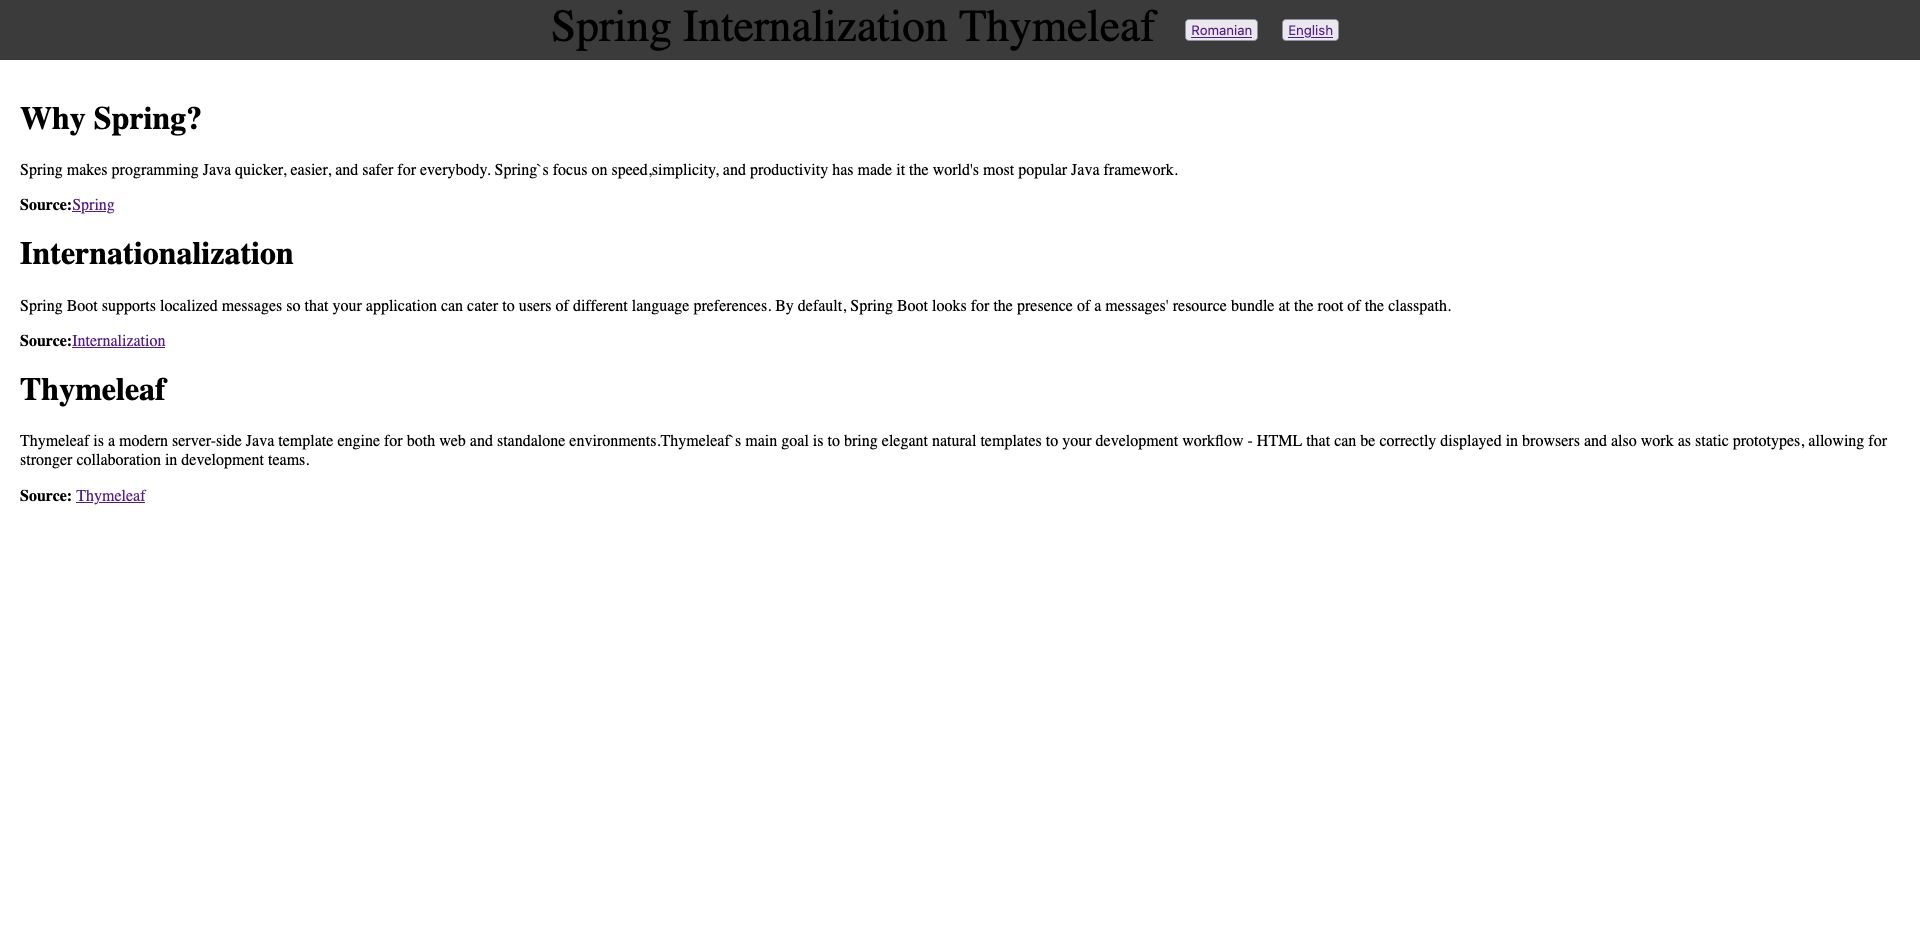 Spring Internalization Thymeleaf Romanian English
Why Spring?
Spring makes programming Java quicker, easier, and safer for everybody. Spring`s focus on speed,simplicity, and productivity has made it the world's most popular Java framework.
Source:Spring
Internationalization
Spring Boot supports localized messages so that your application can cater to users of different language preferences. By default, Spring Boot looks for the presence of a messages' resource bundle at the root of the classpath.
Source:Internalization
Thymeleaf
Thymeleaf is a modern server-side Java template engine for both web and standalone environments.Thymeleaf`s main goal is to bring elegant natural templates to your development workflow - HTML that can be correctly displayed in browsers and also work as static prototypes, allowing for
stronger collaboration in development teams.
Source: Thymeleaf